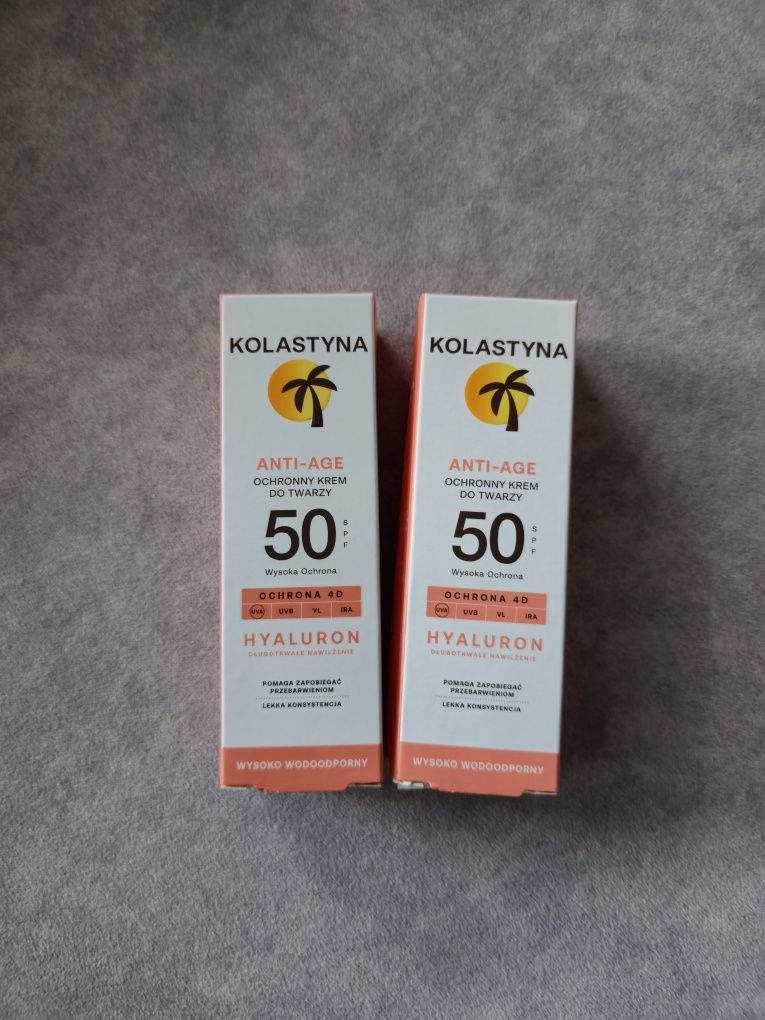 KOLASTYNA
ANTI-AGE
OCHRONNY KREM
DO TWARZY
50
SPF
Wysoka Ochrona
OCHRONA 4D
UVA UVB VL IRA
HYALURON
DŁUGOTRWAŁE NAWILŻENIE
POMAGA ZAPOBIEGAĆ
PRZEBARWIENIOM
LEKKA KONSYSTENCJA
WYSOKO WODOODPORNY
KOLASTYNA
ANTI-AGE
OCHRONNY KREM
DO TWARZY
50
SPF
Wysoka Ochrona
OCHRONA 4D
UVA UVB VL IRA
HYALURON
DŁUGOTRWAŁE NAWILŻENIE
POMAGA ZAPOBIEGAĆ
PRZEBARWIENIOM
LEKKA KONSYSTENCJA
WYSOKO WODOODPORNY